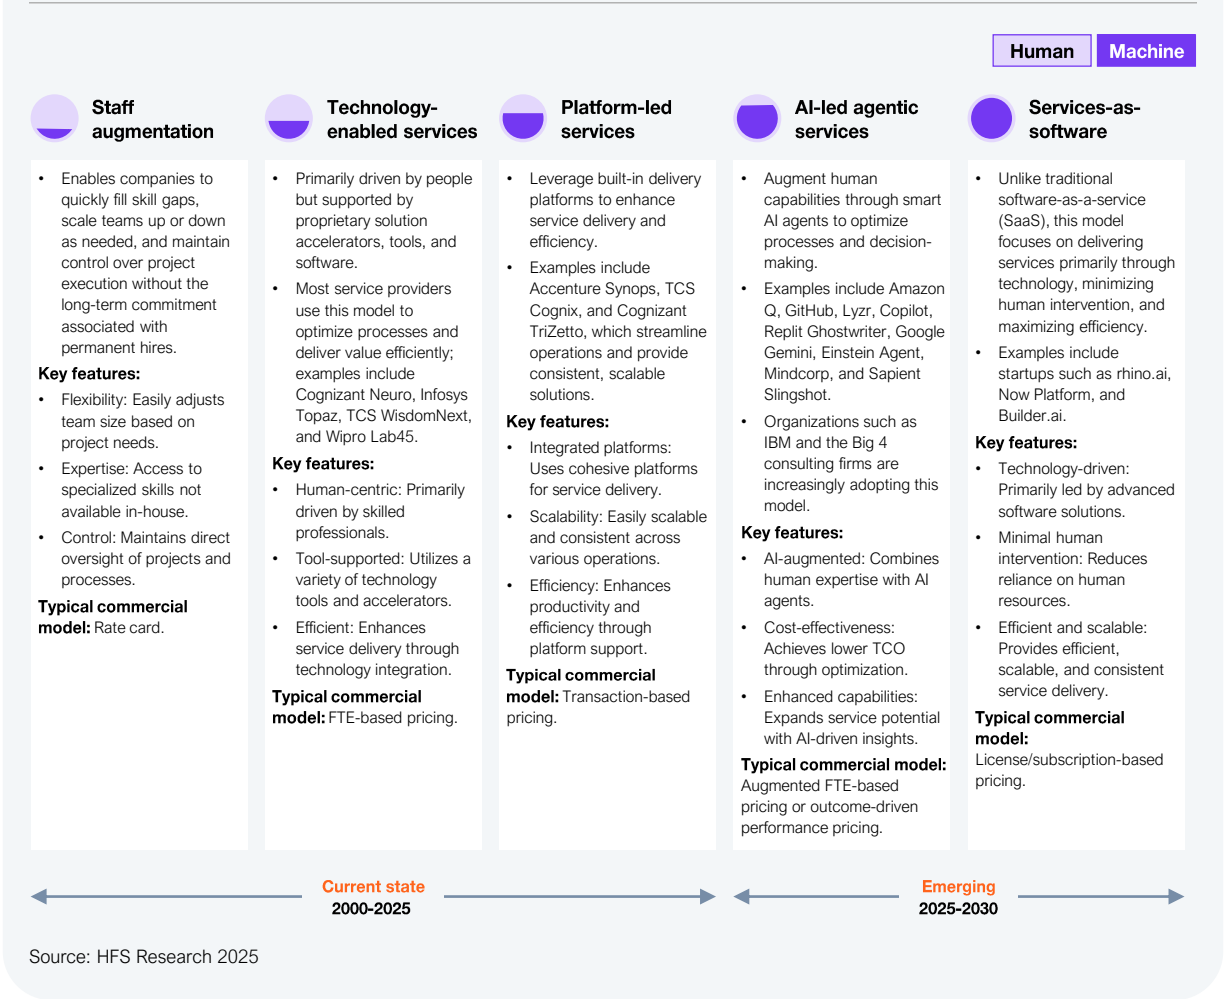 Human
Machine
Staff
augmentation
• Enables companies to
quickly fill skill gaps,
scale teams up or down
as needed, and maintain
control over project
execution without the
long-term commitment
associated with
permanent hires.
Key features:
• Flexibility: Easily adjusts
team size based on
project needs.
• Expertise: Access to
specialized skills not
available in-house.
• Control: Maintains direct
oversight of projects and
processes.
Typical commercial
model: Rate card.
Technology-
enabled services
• Primarily driven by people
but supported by
proprietary solution
accelerators, tools, and
software.
• Most service providers
use this model to
optimize processes and
deliver value efficiently;
examples include
Cognizant Neuro, Infosys
Topaz, TCS WisdomNext,
and Wipro Lab45.
Key features:
• Human-centric: Primarily
driven by skilled
professionals.
• Tool-supported: Utilizes a
variety of technology
tools and accelerators.
• Efficient: Enhances
service delivery through
technology integration.
Typical commercial
model: FTE-based pricing.
Platform-led
services
• Leverage built-in delivery
platforms to enhance
service delivery and
efficiency.
• Examples include
Accenture Synops, TCS
Cognix, and Cognizant
TriZetto, which streamline
operations and provide
consistent, scalable
solutions.
Key features:
• Integrated platforms:
Uses cohesive platforms
for service delivery.
• Scalability: Easily scalable
and consistent across
various operations.
• Efficiency: Enhances
productivity and
efficiency through
platform support.
Typical commercial
model: Transaction-based
pricing.
AI-led agentic
services
• Augment human
capabilities through smart
AI agents to optimize
processes and decision-
making.
• Examples include Amazon
Q, GitHub, Lyzr, Copilot,
Replit Ghostwriter, Google
Gemini, Einstein Agent,
Mindcorp, and Sapient
Slingshot.
• Organizations such as
IBM and the Big 4
consulting firms are
increasingly adopting this
model.
Key features:
• AI-augmented: Combines
human expertise with AI
agents.
• Cost-effectiveness:
Achieves lower TCO
through optimization.
• Enhanced capabilities:
Expands service potential
with AI-driven insights.
Typical commercial model:
Augmented FTE-based
pricing or outcome-driven
performance pricing.
Services-as-
software
• Unlike traditional
software-as-a-service
(SaaS), this model
focuses on delivering
services primarily through
technology, minimizing
human intervention, and
maximizing efficiency.
• Examples include
startups such as rhino.ai,
Now Platform, and
Builder.ai.
Key features:
• Technology-driven:
Primarily led by advanced
software solutions.
• Minimal human
intervention: Reduces
reliance on human
resources.
• Efficient and scalable:
Provides efficient,
scalable, and consistent
service delivery.
Typical commercial
model:
License/subscription-based
pricing.
Current state
2000-2025
Emerging
2025-2030
Source: HFS Research 2025